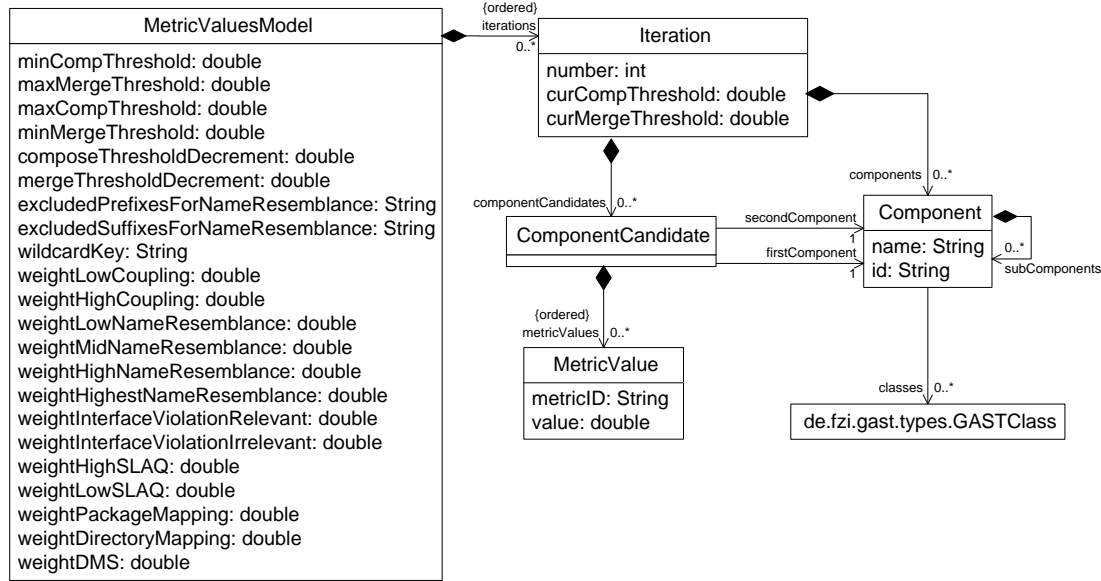 MetricValuesModel
minCompThreshold: double
maxMergeThreshold: double
maxCompThreshold: double
minMergeThreshold: double
composeThresholdDecrement: double
mergeThresholdDecrement: double
excludedPrefixesForNameResemblance: String
excludedSuffixesForNameResemblance: String
wildcardKey: String
weightLowCoupling: double
weightHighCoupling: double
weightLowNameResemblance: double
weightMidNameResemblance: double
weightHighNameResemblance: double
weightHighestNameResemblance: double
weightInterfaceViolationRelevant: double
weightInterfaceViolationIrrelevant: double
weightHighSLAQ: double
weightLowSLAQ: double
weightPackageMapping: double
weightDirectoryMapping: double
weightDMS: double
{ordered}
iterations
0..*
Iteration
number: int
curCompThreshold: double
curMergeThreshold: double
componentCandidates 0..*
components 0..*
ComponentCandidate
secondComponent
1
firstComponent
1
Component
name: String
id: String
0..*
subComponents
{ordered}
metricValues 0..*
MetricValue
metricID: String
value: double
classes 0..*
de.fzi.gast.types.GASTClass